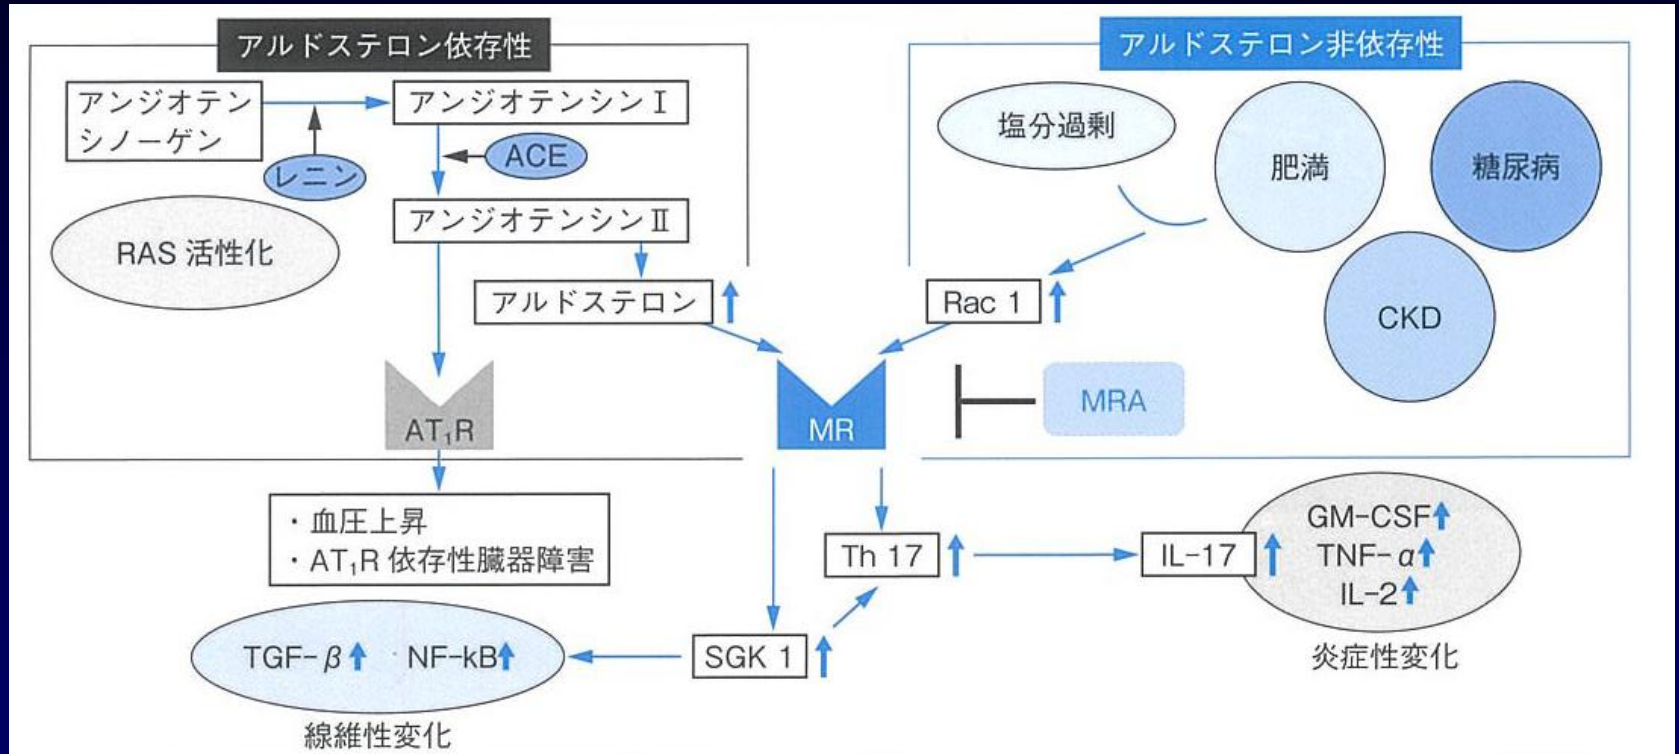 アルドステロン依存性
アンジオテン
シノーゲン
アンジオテンシンⅠ
レニン
ACE
RAS 活性化
アンジオテンシンⅡ
アルドステロン
AT₁R
・血圧上昇
・AT₁R 依存性臓器障害
アルドステロン非依存性
塩分過剰
肥満
糖尿病
CKD
Rac 1
MR
MRA
Th 17
IL-17
GM-CSF
TNF-α
IL-2
炎症性変化
SGK 1
TGF-β NF-kB
線維性変化